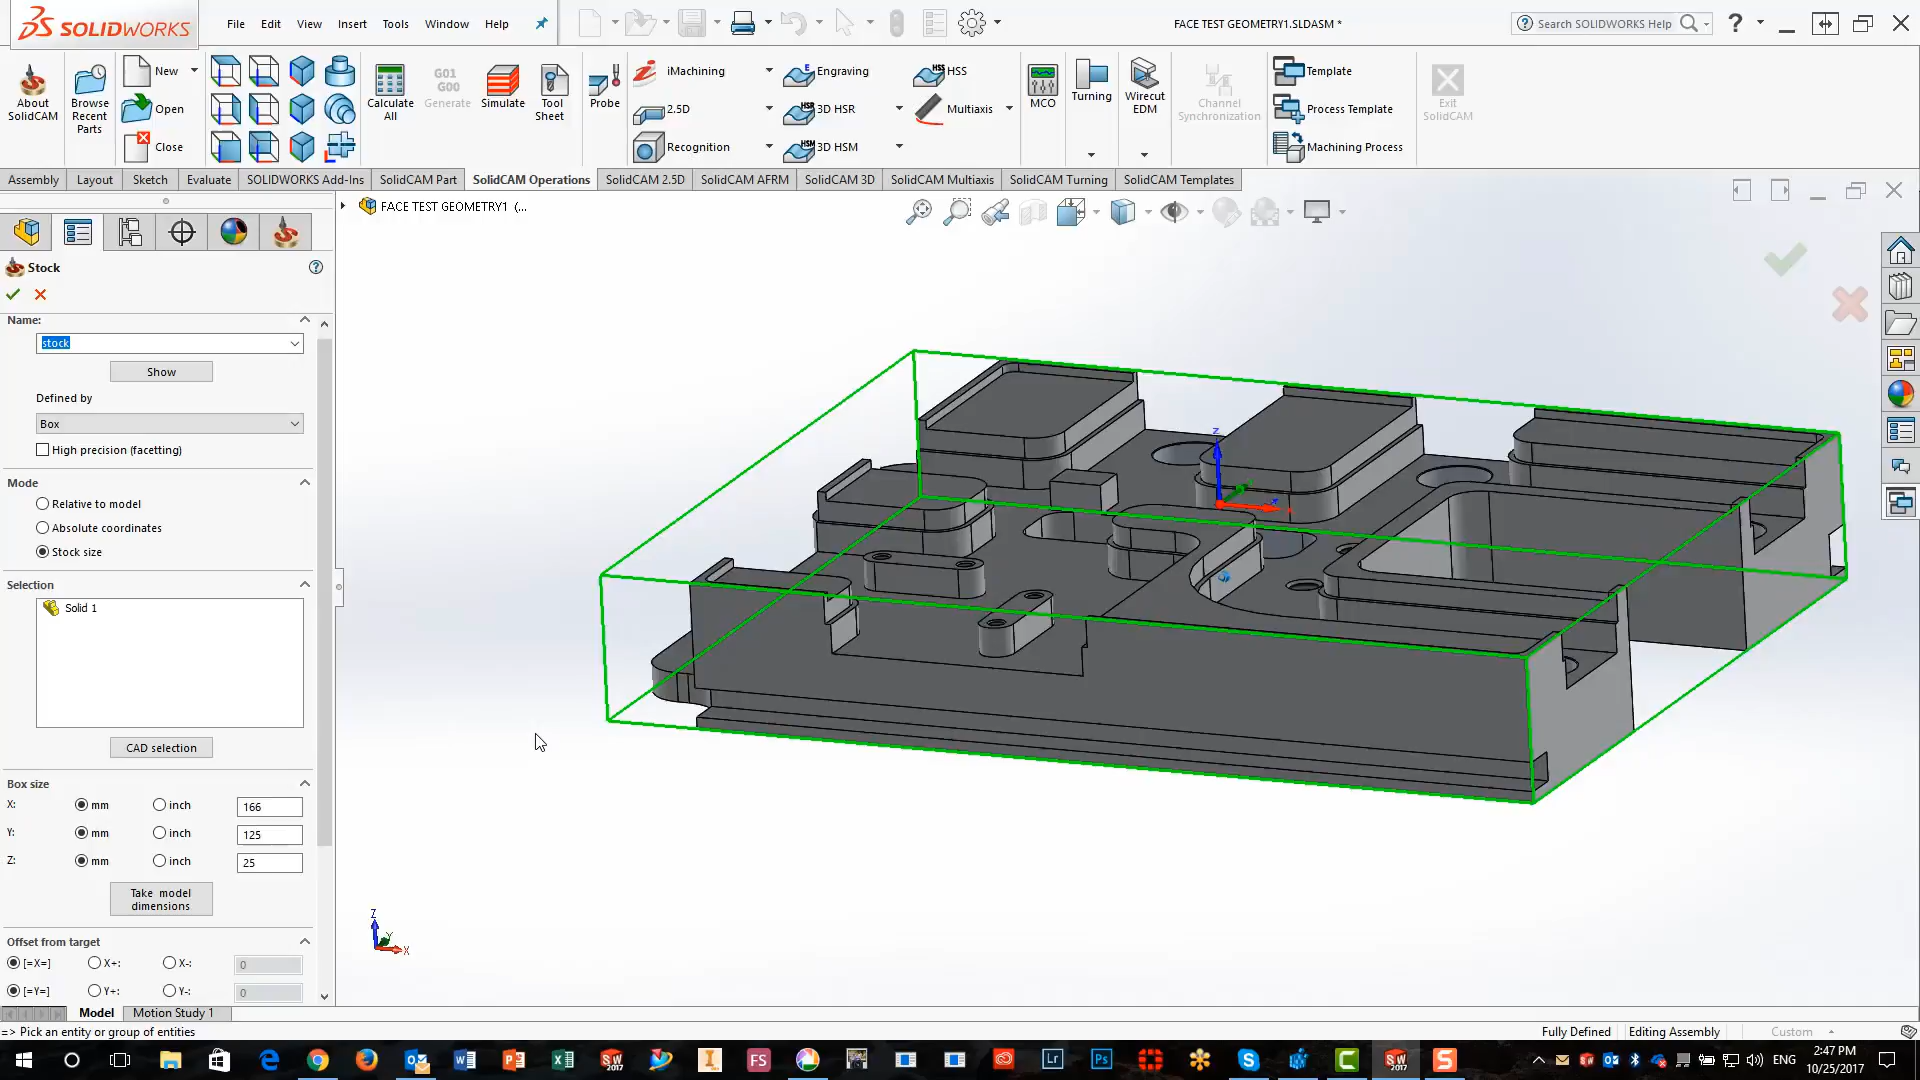 SOLIDWORKS
File Edit View Insert Tools Window Help
FACE TEST GEOMETRY1.SLDASM *
Search SOLIDWORKS Help
?
About SolidCAM
Browse Recent Parts
New
Open
Close
Calculate All
G01 G00 Generate
Simulate
Tool Sheet
Probe
iMachining
2.5D
Recognition
Engraving
3D HSR
3D HSM
HSS
Multiaxis
MCO
Turning
Wirecut EDM
Channel Synchronization
Template
Process Template
Machining Process
Exit SolidCAM
Assembly Layout Sketch Evaluate SOLIDWORKS Add-Ins SolidCAM Part SolidCAM Operations SolidCAM 2.5D SolidCAM AFRM SolidCAM 3D SolidCAM Multiaxis SolidCAM Turning SolidCAM Templates
FACE TEST GEOMETRY1 (...
Stock
Name:
stock
Show
Defined by
Box
High precision (facetting)
Mode
Relative to model
Absolute coordinates
Stock size
Selection
Solid 1
CAD selection
Box size
X: mm inch 166
Y: mm inch 125
Z: mm inch 25
Take model dimensions
Offset from target
[=X=] X+: X-: 0
[=Y=] Y+: Y-: 0
Z
Y
X
Z
X
Model Motion Study 1
=> Pick an entity or group of entities
Fully Defined Editing Assembly Custom
ENG
2:47 PM
10/25/2017